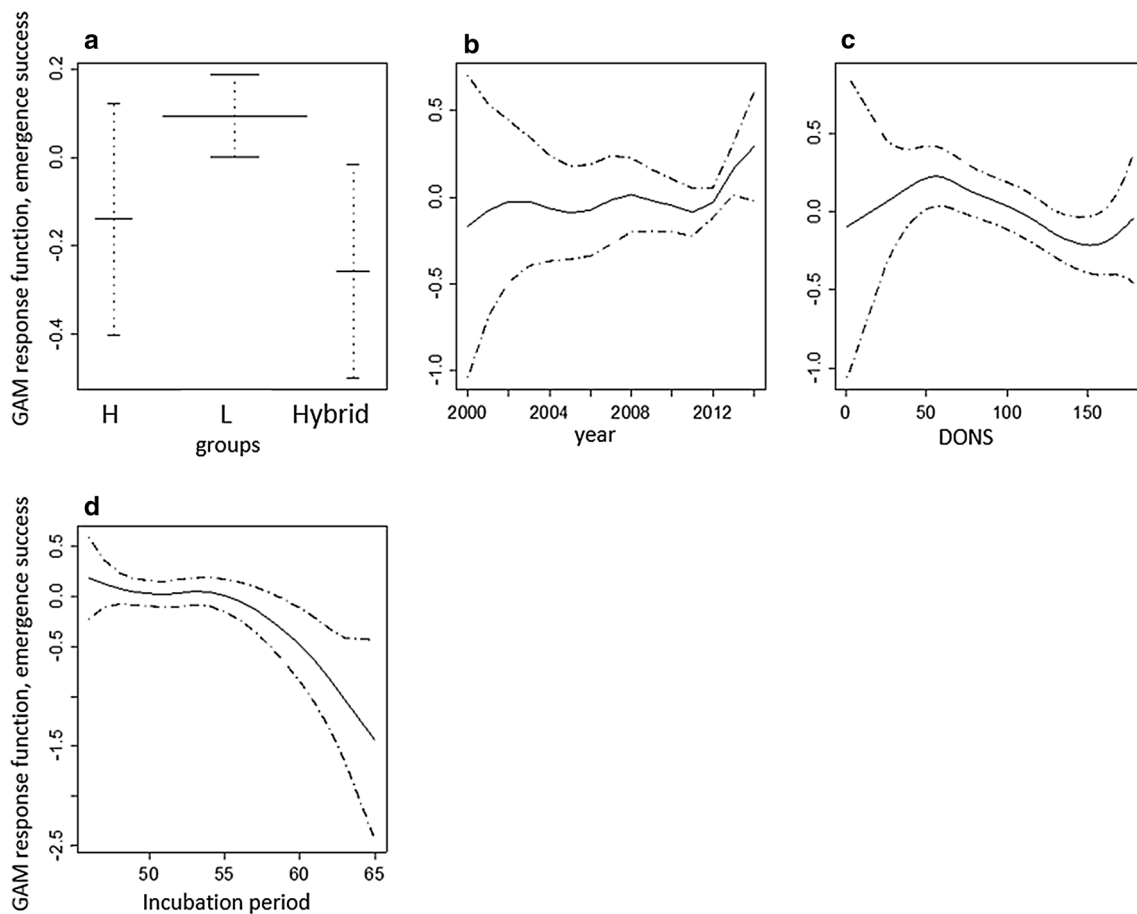 a
GAM response function, emergence success
0.2
0.0
-0.2
-0.4
H L Hybrid
groups
b
0.5
0.0
-0.5
-1.0
2000 2004 2008 2012
year
c
0.5
0.0
-0.5
-1.0
0 50 100 150
DONS
d
GAM response function, emergence success
0.5
0.0
-0.5
-1.5
-2.5
50 55 60 65
Incubation period